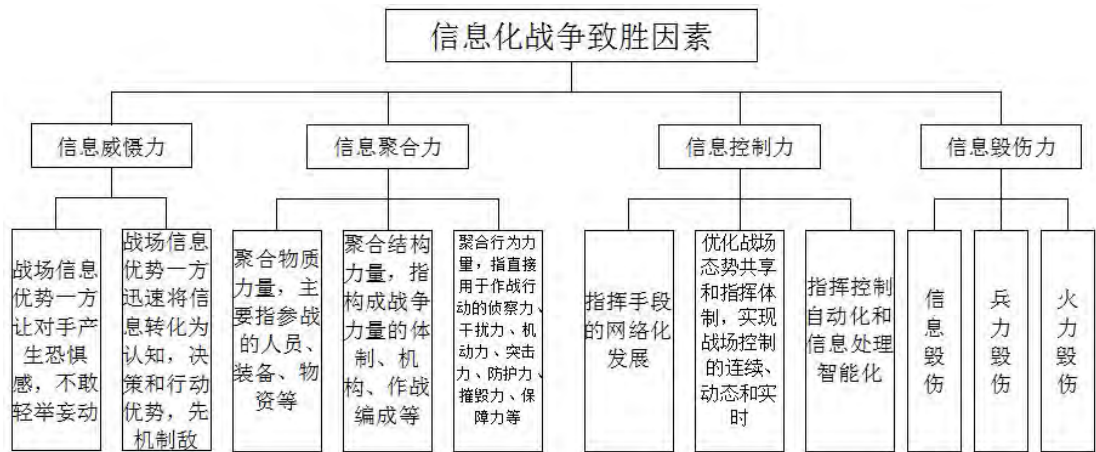 信息化战争致胜因素
信息威慑力
信息聚合力
信息控制力
信息毁伤力
战场信息
优势一方
让对手产
生恐惧
感，不敢
轻举妄动
战场信息
优势一方
迅速将信
息转化为
认知，决
策和行动
优势，先
机制敌
聚合物质
力量，主
要指参战
的人员、
装备、物
资等
聚合结构
力量，指
构成战争
力量的体
制、机
构、作战
编成等
聚合行为力
量，指直接
用于作战行
动的侦察力、
干扰力、机
动力、突击
力、防护力、
摧毁力、保
障力等
指挥手段
的网络化
发展
优化战场
态势共享
和指挥体
制，实现
战场控制
的连续、
动态和实
时
指挥控制
自动化和
信息处理
智能化
信息毁伤
兵力毁伤
火力毁伤